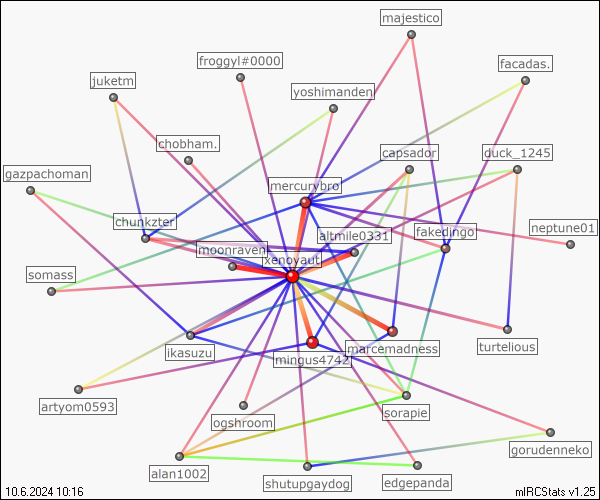 majestico
froggyl#0000
facadas.
juketm
yoshimanden
chobham.
capsador
duck_1245
gazpachoman
mercurybro
chunkzter
altmile0331
fakedingo
neptune01
moonraven
xenoyaut
somass
ikasuzu
mingus4742
marcemadness
turtelious
artyom0593
ogshroom
sorapie
gorudenneko
alan1002
shutupgaydog
edgepanda
10.6.2024 10:16
mIRCStats v1.25